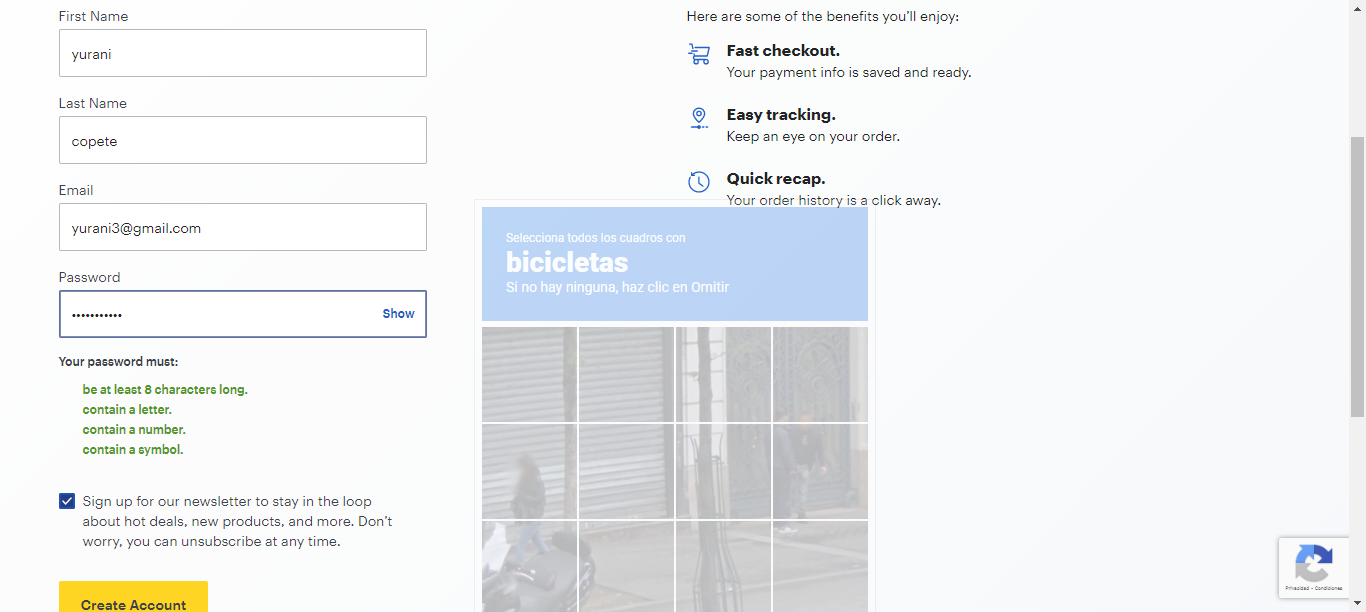 First Name
yurani
Last Name
copete
Email
yurani3@gmail.com
Password
•••••••••••
Show
Your password must:
be at least 8 characters long.
contain a letter.
contain a number.
contain a symbol.
Sign up for our newsletter to stay in the loop
about hot deals, new products, and more. Don't
worry, you can unsubscribe at any time.
Create Account
Here are some of the benefits you'll enjoy:
Fast checkout.
Your payment info is saved and ready.
Easy tracking.
Keep an eye on your order.
Quick recap.
Your order history is a click away.
Selecciona todos los cuadros con
bicicletas
Si no hay ninguna, haz clic en Omitir
Privacidad - Condiciones